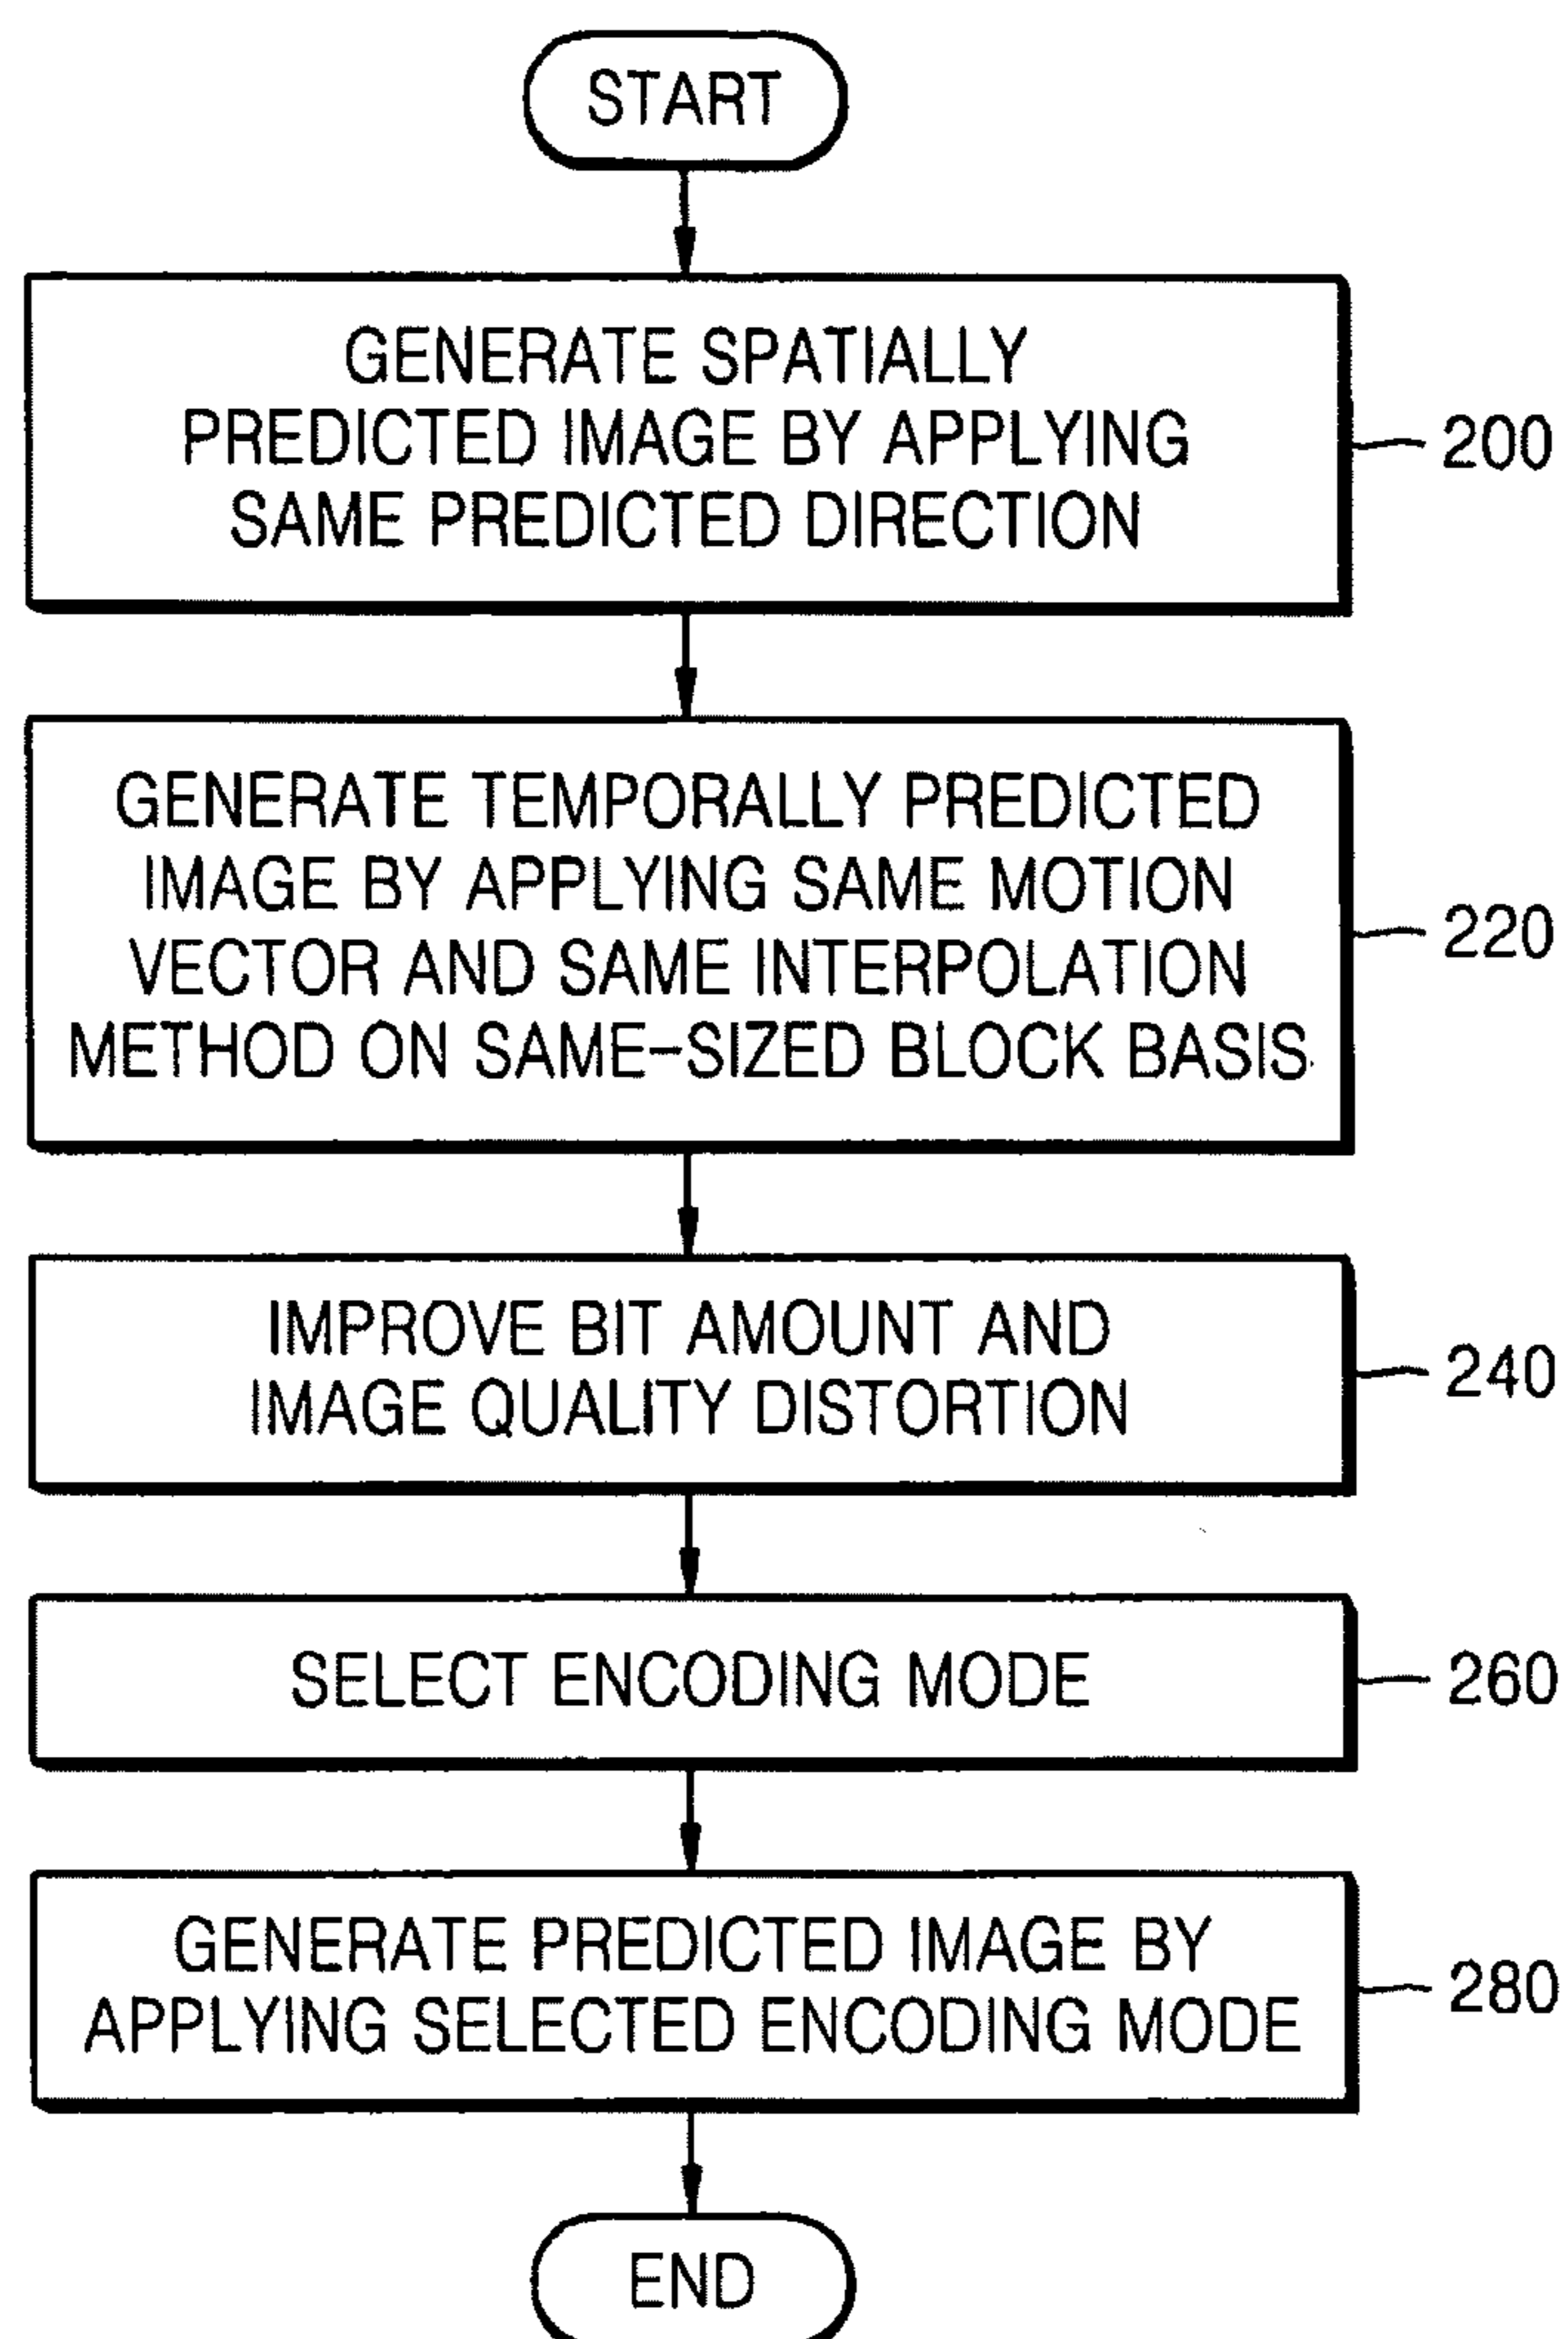 START
GENERATE SPATIALLY
PREDICTED IMAGE BY APPLYING
SAME PREDICTED DIRECTION
200
GENERATE TEMPORALLY PREDICTED
IMAGE BY APPLYING SAME MOTION
VECTOR AND SAME INTERPOLATION
METHOD ON SAME-SIZED BLOCK BASIS
220
IMPROVE BIT AMOUNT AND
IMAGE QUALITY DISTORTION
240
SELECT ENCODING MODE
260
GENERATE PREDICTED IMAGE BY
APPLYING SELECTED ENCODING MODE
280
END